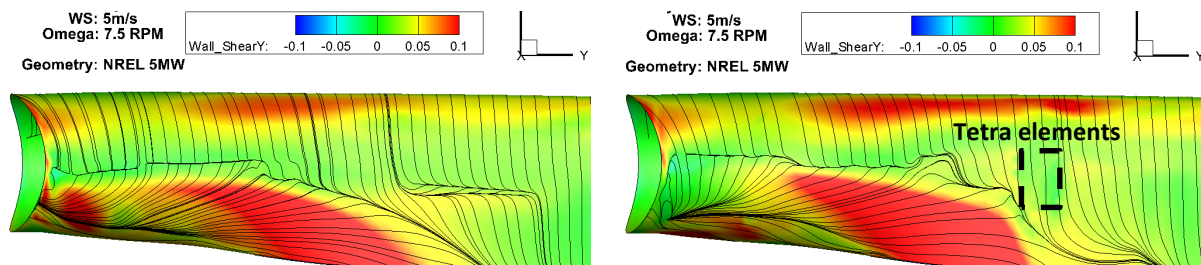 WS: 5m/s
Omega: 7.5 RPM
Geometry: NREL 5MW
Wall_ShearY: -0.1 -0.05 0 0.05 0.1
X Y
WS: 5m/s
Omega: 7.5 RPM
Geometry: NREL 5MW
Wall_ShearY: -0.1 -0.05 0 0.05 0.1
X Y
Tetra elements